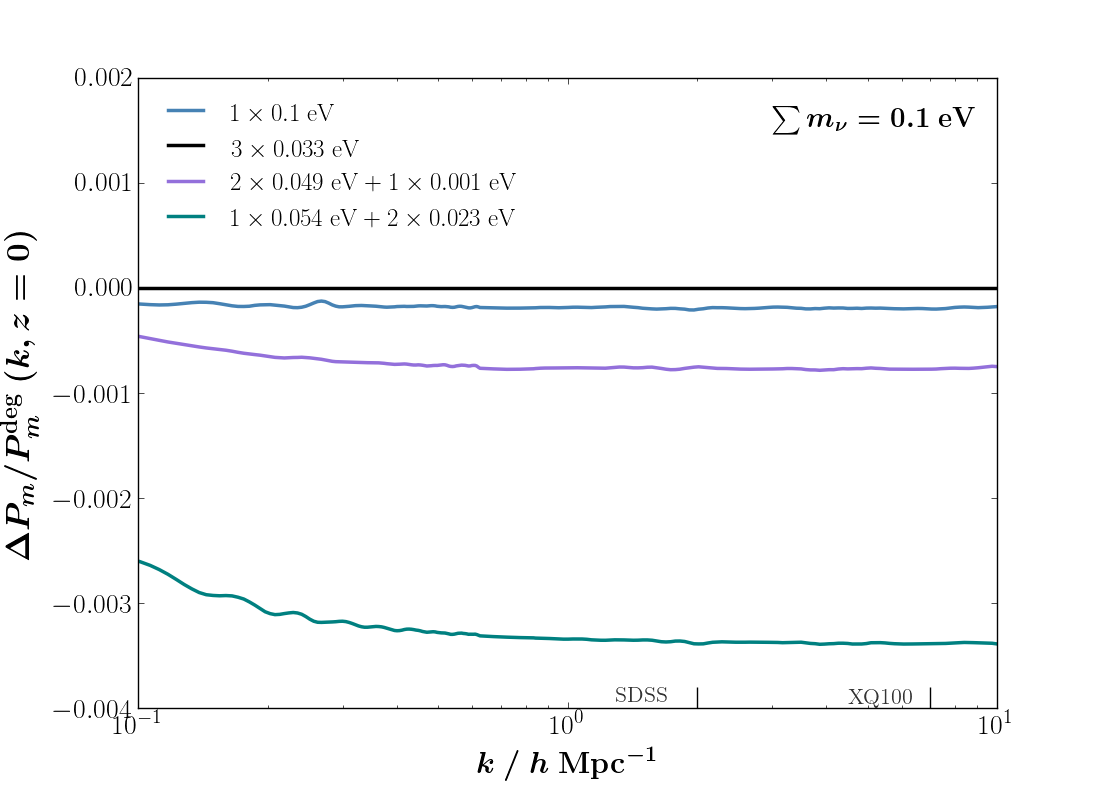 0.002
0.001
0.000
−0.001
−0.002
−0.003
−0.004
ΔP_m/P_m^deg (k, z = 0)
1 × 0.1 eV
3 × 0.033 eV
2 × 0.049 eV + 1 × 0.001 eV
1 × 0.054 eV + 2 × 0.023 eV
∑ m_ν = 0.1 eV
SDSS
XQ100
10^−1
10^0
10^1
k / h Mpc^−1